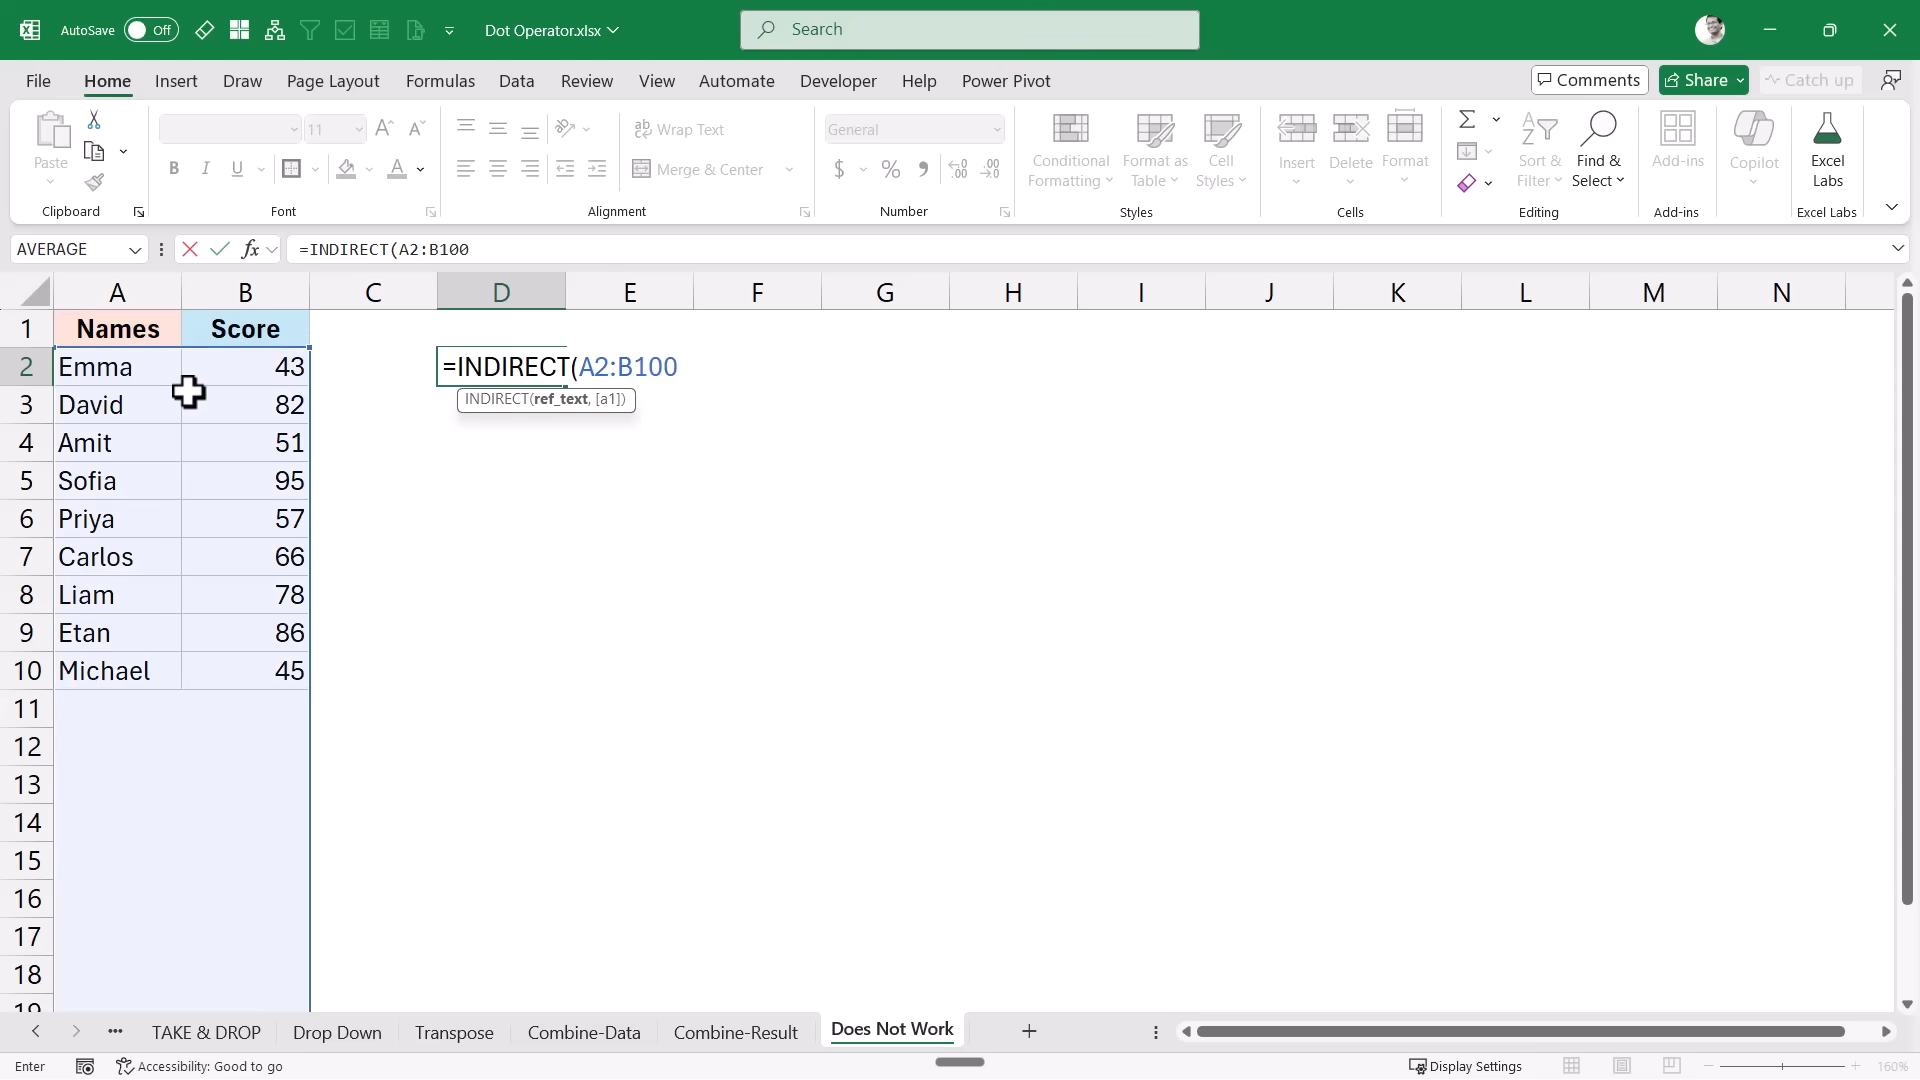 AutoSave Off Dot Operator.xlsx Search
File Home Insert Draw Page Layout Formulas Data Review View Automate Developer Help Power Pivot Comments Share Catch up
Paste
Clipboard
11
B I U A
Font
ab Wrap Text
Merge & Center
Alignment
General
$ %
Number
Conditional Formatting
Format as Table
Cell Styles
Styles
Insert
Delete
Format
Cells
Sort & Filter
Find & Select
Editing
Add-ins
Add-ins
Copilot
Excel Labs
Excel Labs
AVERAGE fx =INDIRECT(A2:B100
A B C D E F G H I J K L M N
1 Names Score
2 Emma 43 =INDIRECT(A2:B100
INDIRECT(ref_text, [a1])
3 David 82
4 Amit 51
5 Sofia 95
6 Priya 57
7 Carlos 66
8 Liam 78
9 Etan 86
10 Michael 45
11
12
13
14
15
16
17
18
19
TAKE & DROP Drop Down Transpose Combine-Data Combine-Result Does Not Work
Enter Accessibility: Good to go Display Settings 160%